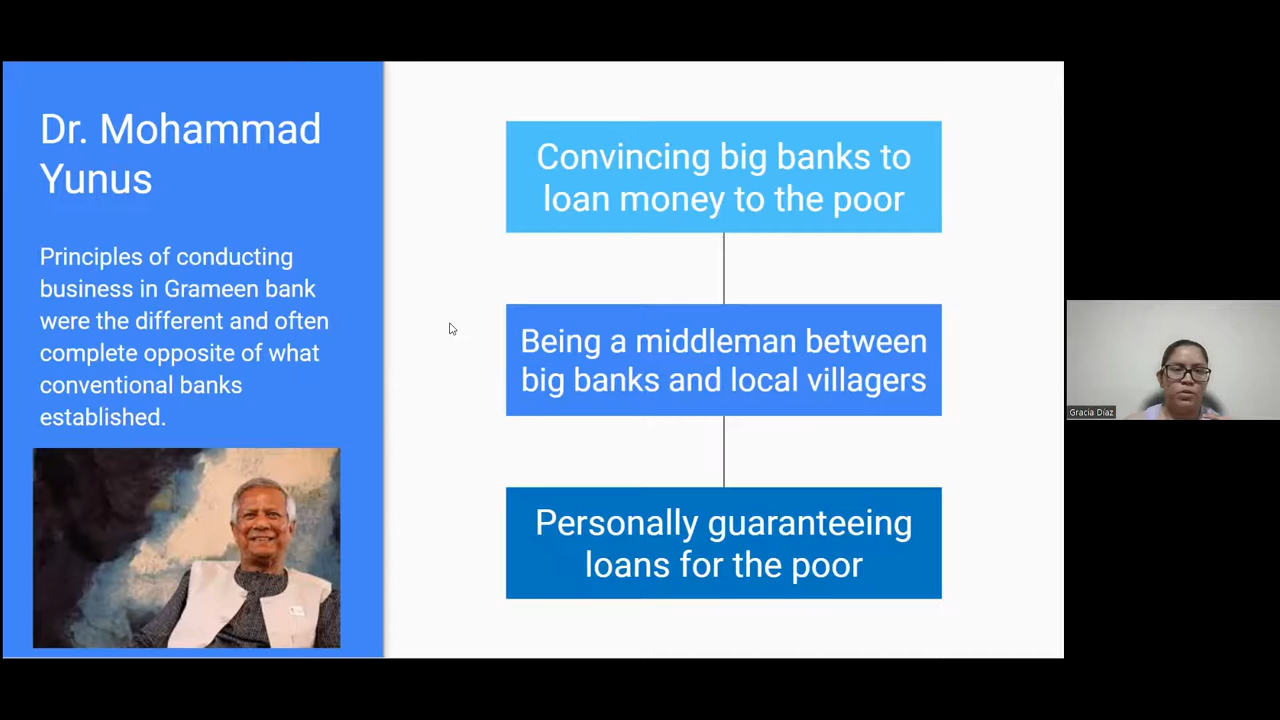 Dr. Mohammad
Yunus
Principles of conducting
business in Grameen bank
were the different and often
complete opposite of what
conventional banks
established.
Convincing big banks to
loan money to the poor
Being a middleman between
big banks and local villagers
Personally guaranteeing
loans for the poor
Gracia Díaz